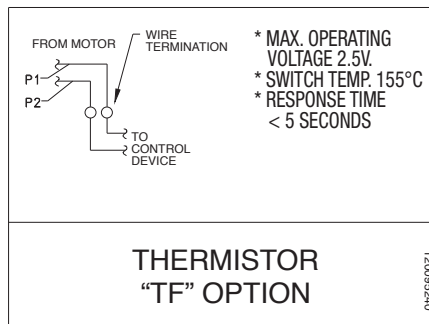 FROM MOTOR
WIRE
TERMINATION
P1
P2
TO
CONTROL
DEVICE
* MAX. OPERATING
VOLTAGE 2.5V.
* SWITCH TEMP. 155°C
* RESPONSE TIME
< 5 SECONDS
THERMISTOR
“TF” OPTION